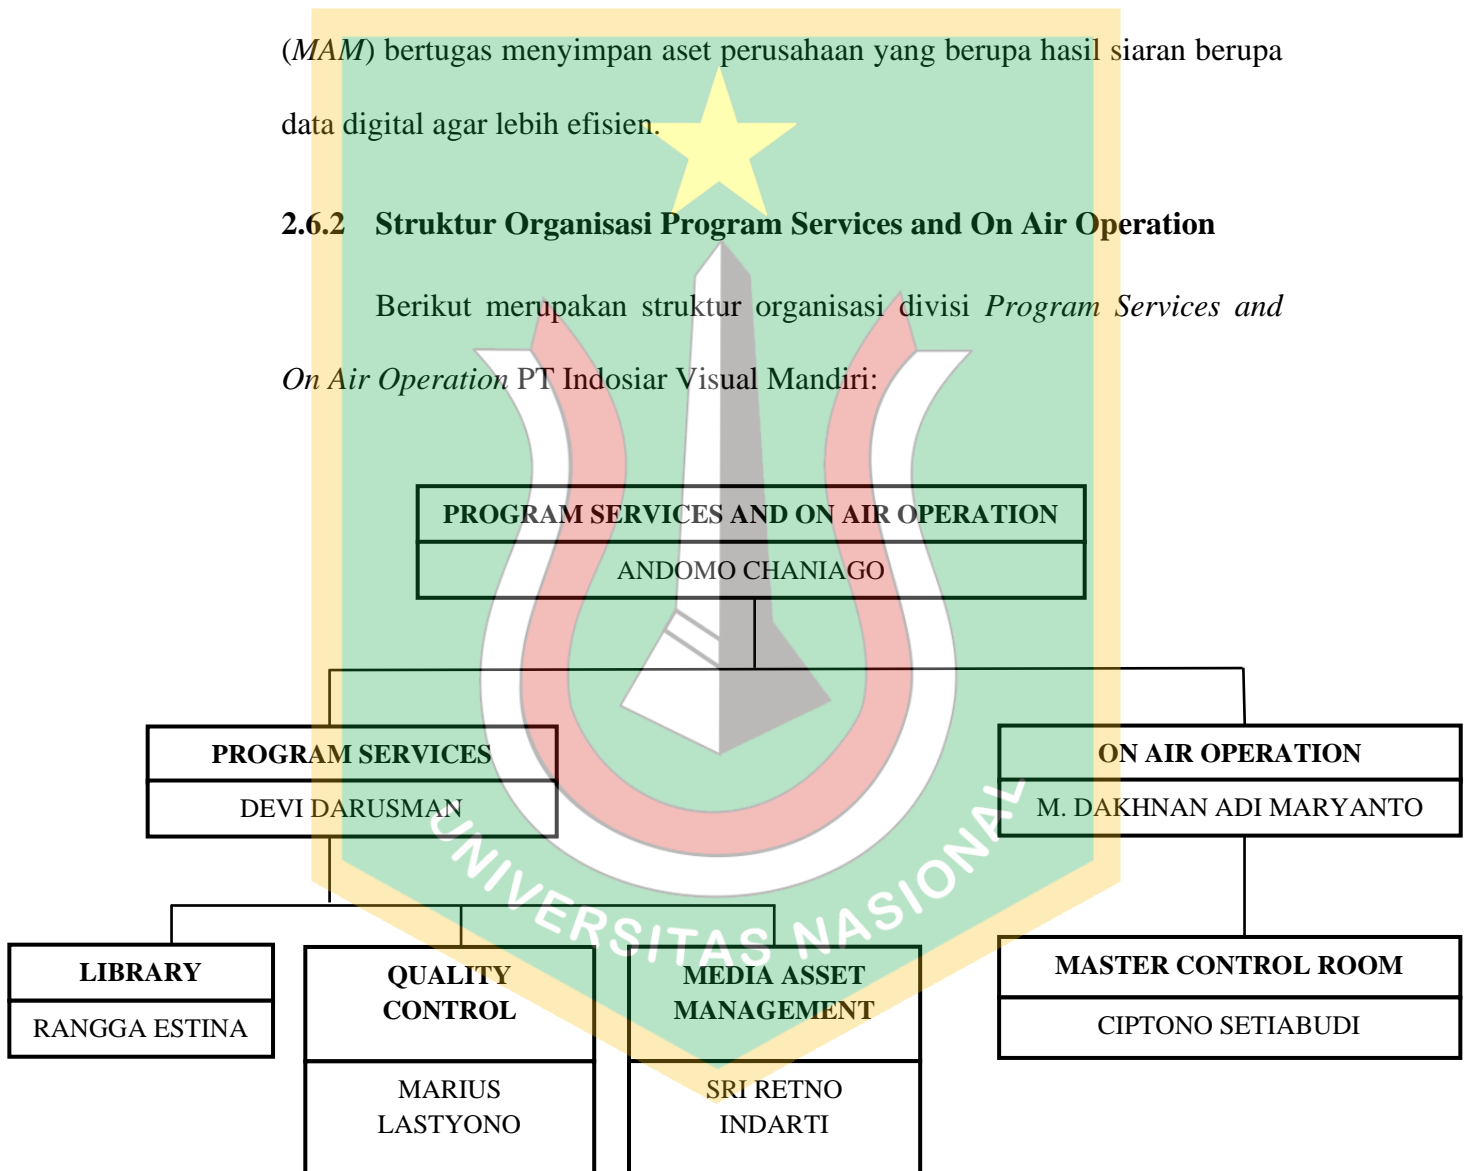 (MAM) bertugas menyimpan aset perusahaan yang berupa hasil siaran berupa
data digital agar lebih efisien.
2.6.2 Struktur Organisasi Program Services and On Air Operation
Berikut merupakan struktur organisasi divisi Program Services and
On Air Operation PT Indosiar Visual Mandiri:
PROGRAM SERVICES AND ON AIR OPERATION
ANDOMO CHANIAGO
PROGRAM SERVICES
DEVI DARUSMAN
ON AIR OPERATION
M. DAKHNAN ADI MARYANTO
UNIVERSITAS NASIONAL
LIBRARY
RANGGA ESTINA
QUALITY
CONTROL
MARIUS
LASTYONO
MEDIA ASSET
MANAGEMENT
SRI RETNO
INDARTI
MASTER CONTROL ROOM
CIPTONO SETIABUDI